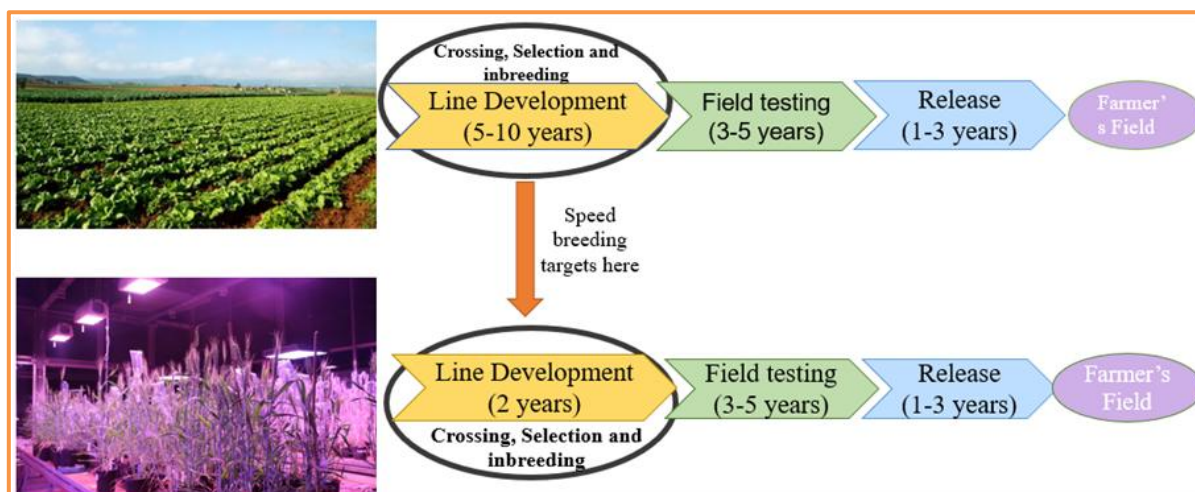 Crossing, Selection and
inbreeding
Line Development
(5-10 years)
Field testing
(3-5 years)
Release
(1-3 years)
Farmer'
s Field
Speed
breeding
targets here
Line Development
(2 years)
Crossing, Selection and
inbreeding
Field testing
(3-5 years)
Release
(1-3 years)
Farmer's
Field